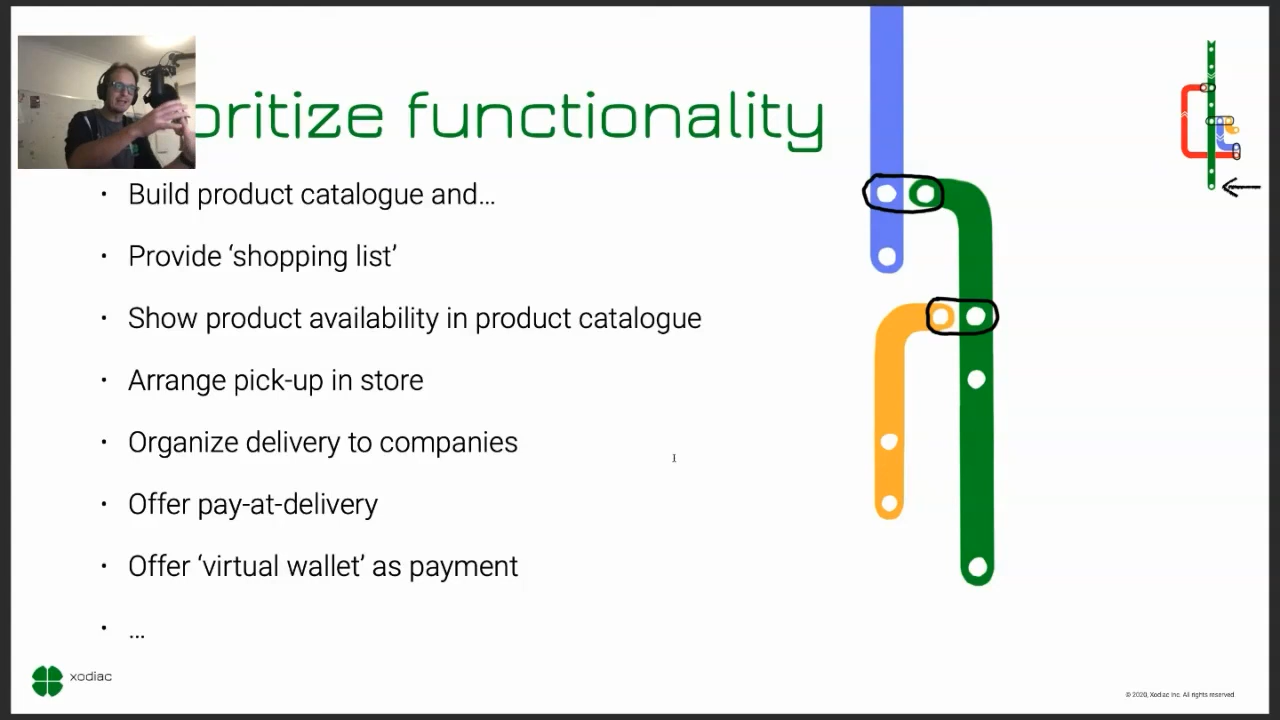 oritize functionality
• Build product catalogue and...
• Provide ‘shopping list’
• Show product availability in product catalogue
• Arrange pick-up in store
• Organize delivery to companies
• Offer pay-at-delivery
• Offer ‘virtual wallet’ as payment
• ...
xodiac
© 2020, Xodiac Inc. All rights reserved